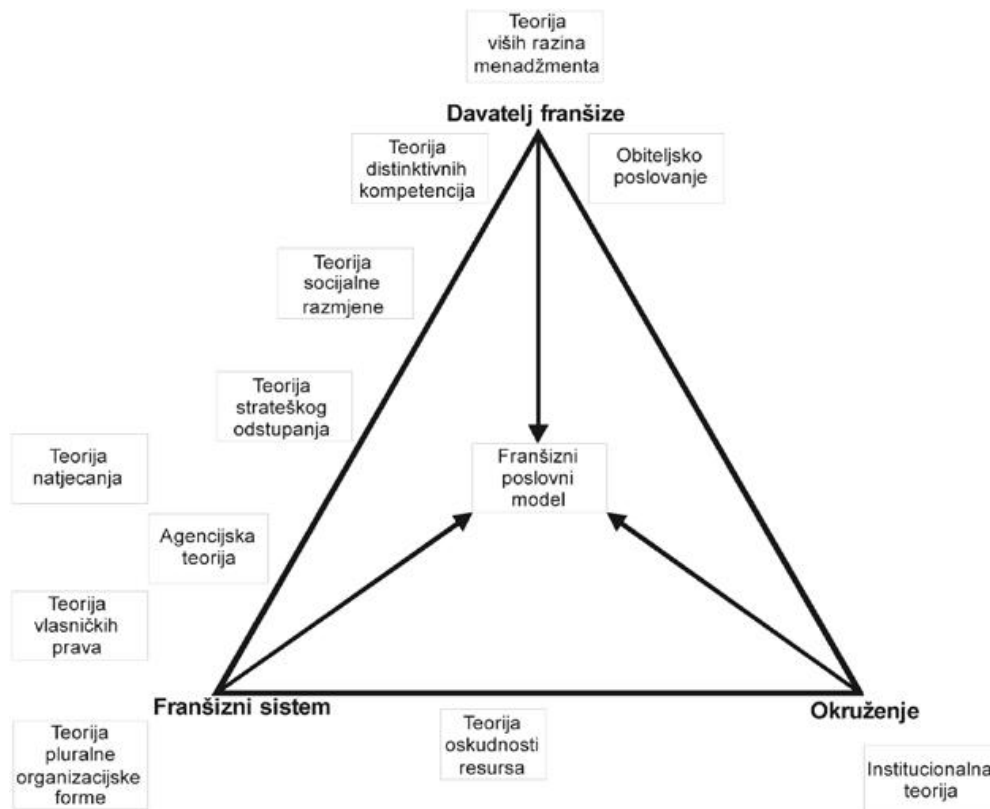 Teorija
viših razina
menadžmenta
Davatelj franšize
Teorija
distinktivnih
kompetencija
Obiteljsko
poslovanje
Teorija
socijalne
razmjene
Teorija
strateškog
odstupanja
Teorija
natjecanja
Franšizni
poslovni
model
Agencijska
teorija
Teorija
vlasničkih
prava
Franšizni sistem
Okruženje
Teorija
pluralne
organizacijske
forme
Teorija
oskudnosti
resursa
Institucionalna
teorija